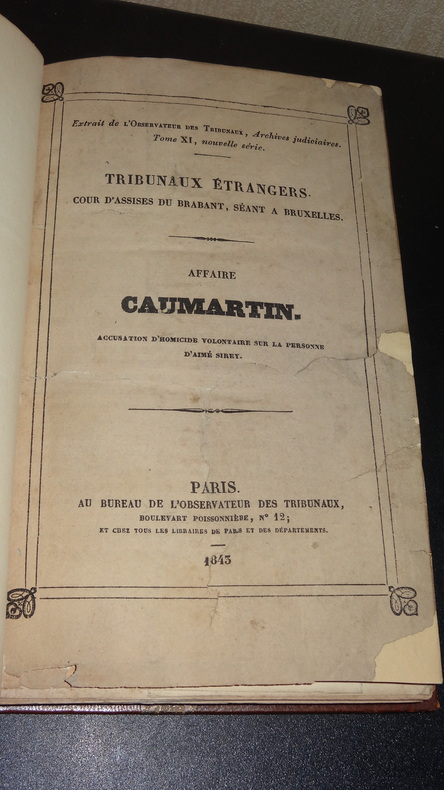 Extrait de L'OBSERVATEUR DES TRIBUNAUX, Archives judiciaires.
Tome XI, nouvelle série.
TRIBUNAUX ÉTRANGERS.
COUR D'ASSISES DU BRABANT, SÉANT A BRUXELLES.
AFFAIRE
CAUMARTIN.
ACCUSATION D'HOMICIDE VOLONTAIRE SUR LA PERSONNE
D'AIMÉ SIREY.
PARIS.
AU BUREAU DE L'OBSERVATEUR DES TRIBUNAUX,
BOULEVART POISSONNIÈRE, N° 12;
ET CHEZ TOUS LES LIBRAIRES DE PARIS ET DES DÉPARTEMENTS.
1843